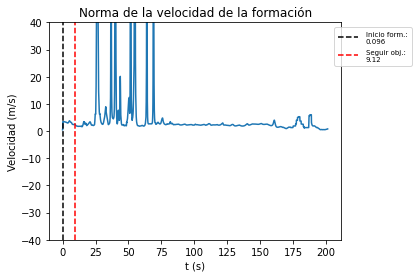 Norma de la velocidad de la formación
Velocidad (m/s)
40
30
20
10
0
−10
−20
−30
−40
0 25 50 75 100 125 150 175 200
t (s)
Inicio form.:
0.096
Seguir obj.:
9.12